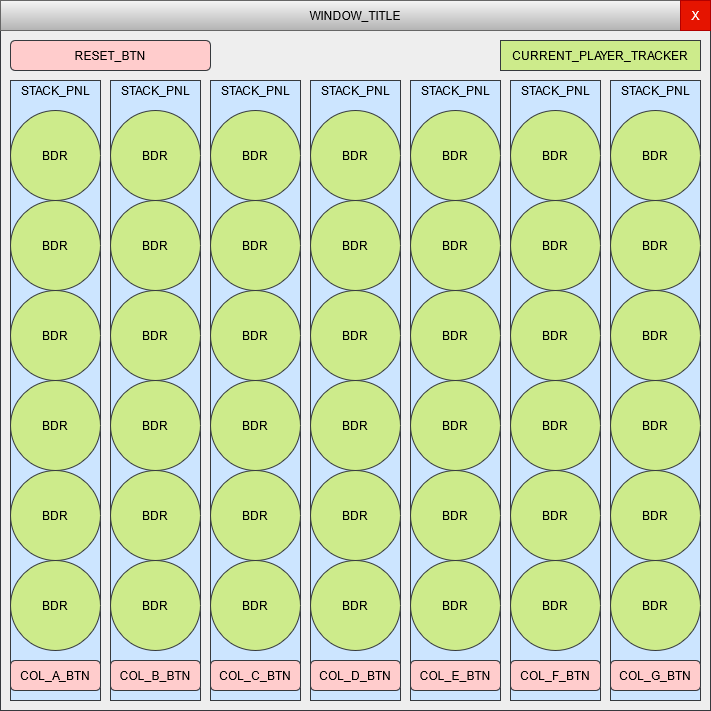 WINDOW_TITLE X
RESET_BTN CURRENT_PLAYER_TRACKER
STACK_PNL STACK_PNL STACK_PNL STACK_PNL STACK_PNL STACK_PNL STACK_PNL
BDR BDR BDR BDR BDR BDR BDR
BDR BDR BDR BDR BDR BDR BDR
BDR BDR BDR BDR BDR BDR BDR
BDR BDR BDR BDR BDR BDR BDR
BDR BDR BDR BDR BDR BDR BDR
BDR BDR BDR BDR BDR BDR BDR
COL_A_BTN COL_B_BTN COL_C_BTN COL_D_BTN COL_E_BTN COL_F_BTN COL_G_BTN